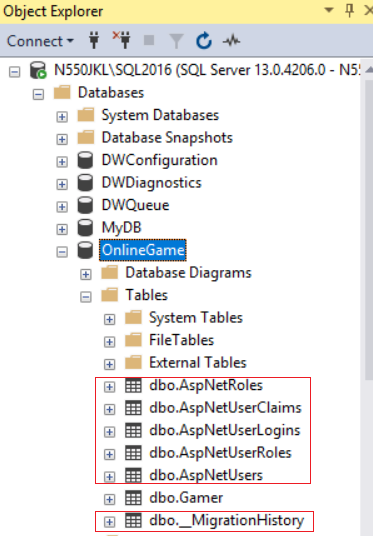 Object Explorer
Connect
N550JKL\SQL2016 (SQL Server 13.0.4206.0 - N55
Databases
System Databases
Database Snapshots
DWConfiguration
DWDiagnostics
DWQueue
MyDB
OnlineGame
Database Diagrams
Tables
System Tables
FileTables
External Tables
dbo.AspNetRoles
dbo.AspNetUserClaims
dbo.AspNetUserLogins
dbo.AspNetUserRoles
dbo.AspNetUsers
dbo.Gamer
dbo.__MigrationHistory